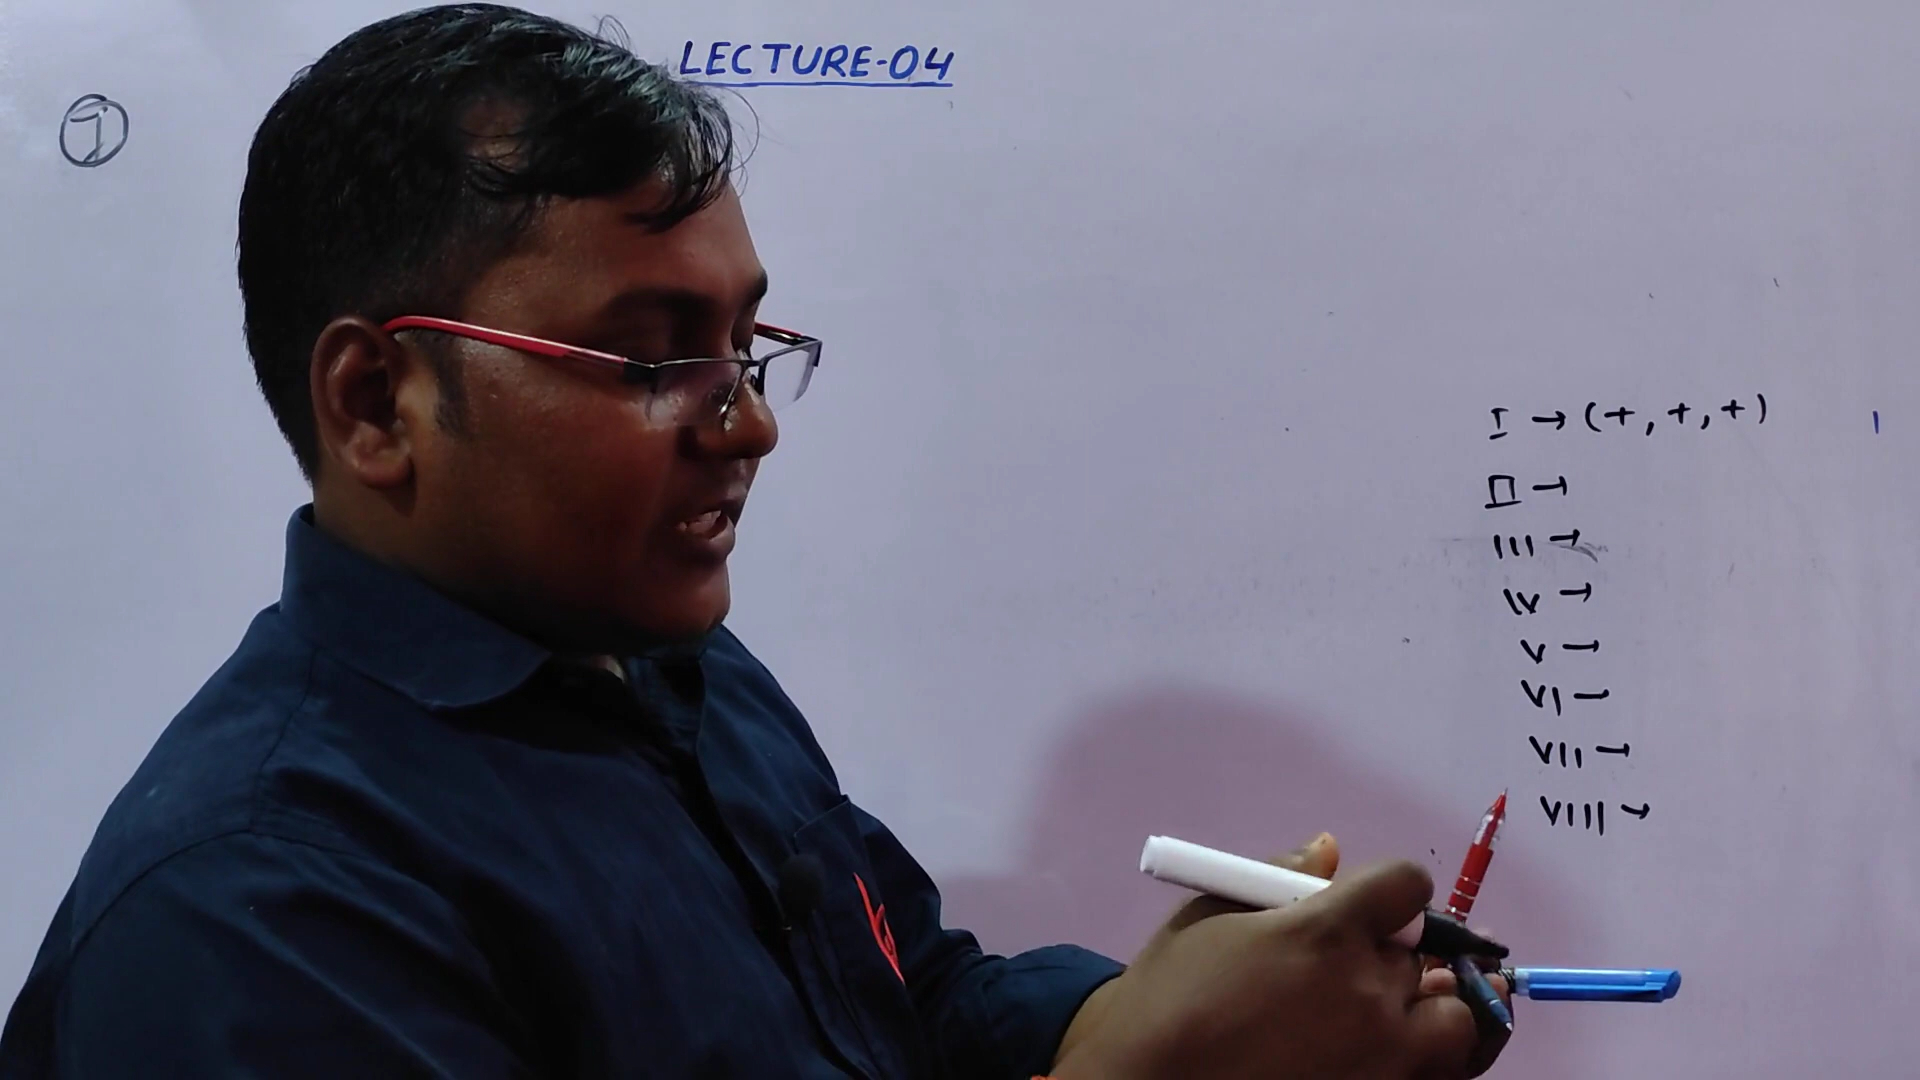 LECTURE-04
I → (+, +, +)
II →
III →
IV →
V →
VI →
VII →
VIII →